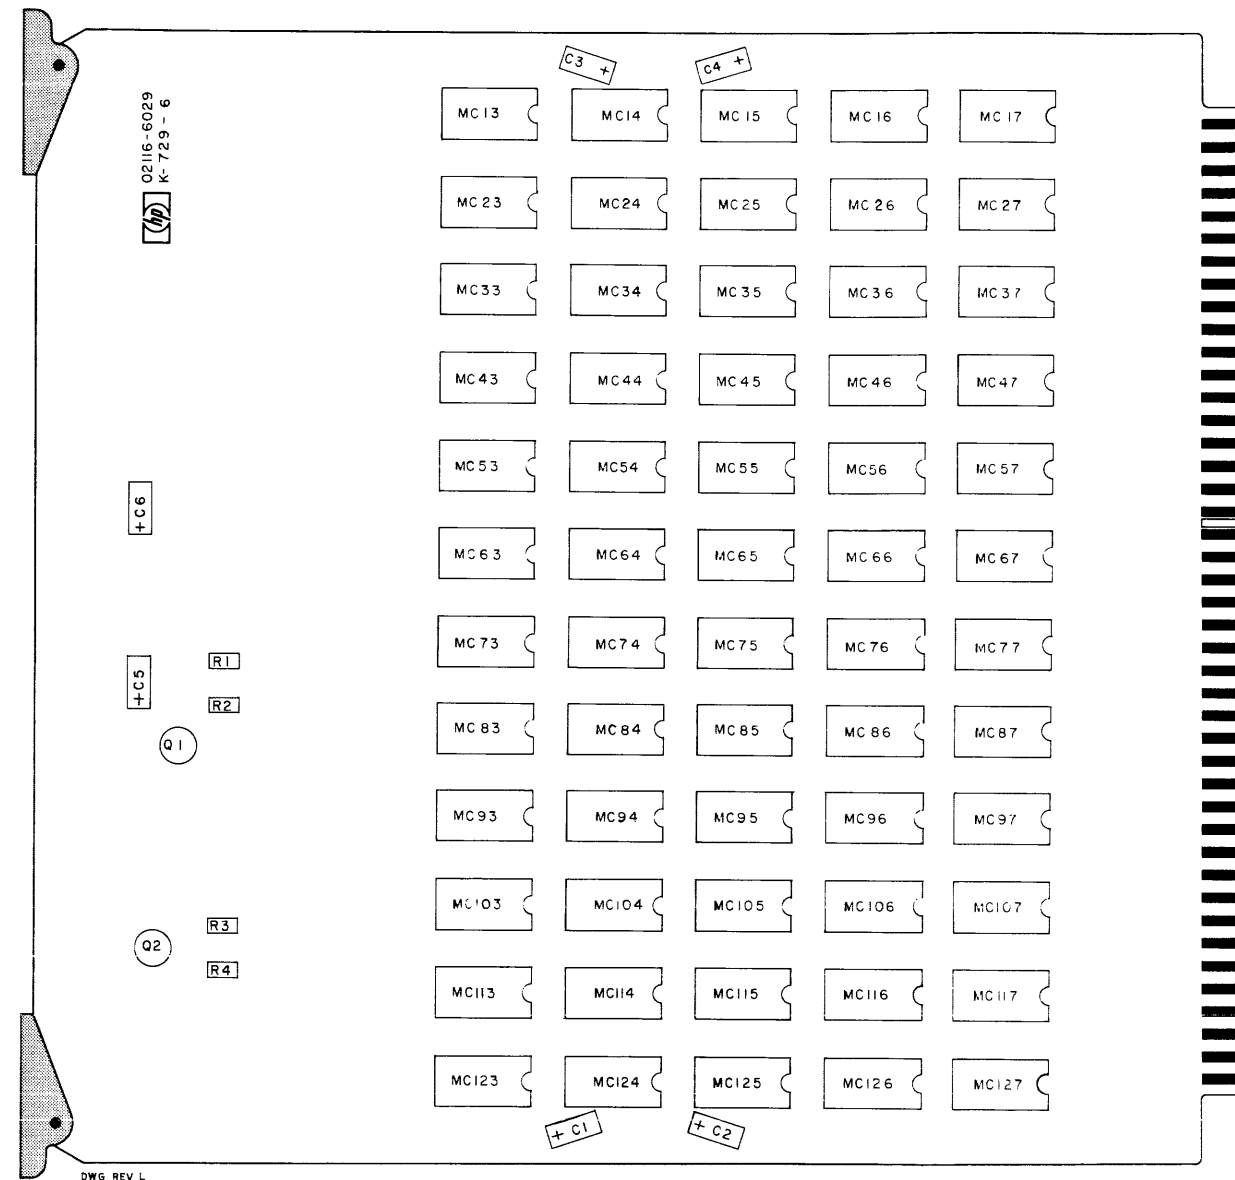 C3 +
C4 +
02116-6029
K-729-6
hp
MC13 MC14 MC15 MC16 MC17
MC23 MC24 MC25 MC26 MC27
MC33 MC34 MC35 MC36 MC37
MC43 MC44 MC45 MC46 MC47
+C6
MC53 MC54 MC55 MC56 MC57
MC63 MC64 MC65 MC66 MC67
+C5
R1
MC73 MC74 MC75 MC76 MC77
R2
Q1
MC83 MC84 MC85 MC86 MC87
MC93 MC94 MC95 MC96 MC97
R3
Q2
R4
MC103 MC104 MC105 MC106 MC107
MC113 MC114 MC115 MC116 MC117
MC123 MC124 MC125 MC126 MC127
+ C1
+ C2
DWG REV L